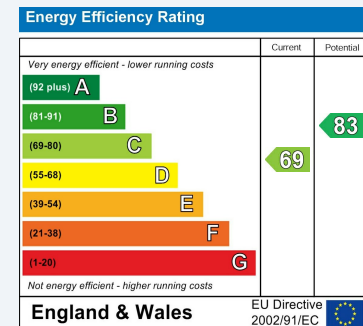 Energy Efficiency Rating
Current Potential
Very energy efficient - lower running costs
(92 plus) A
(81-91) B
83
(69-80) C
69
(55-68) D
(39-54) E
(21-38) F
(1-20) G
Not energy efficient - higher running costs
England & Wales
EU Directive
2002/91/EC